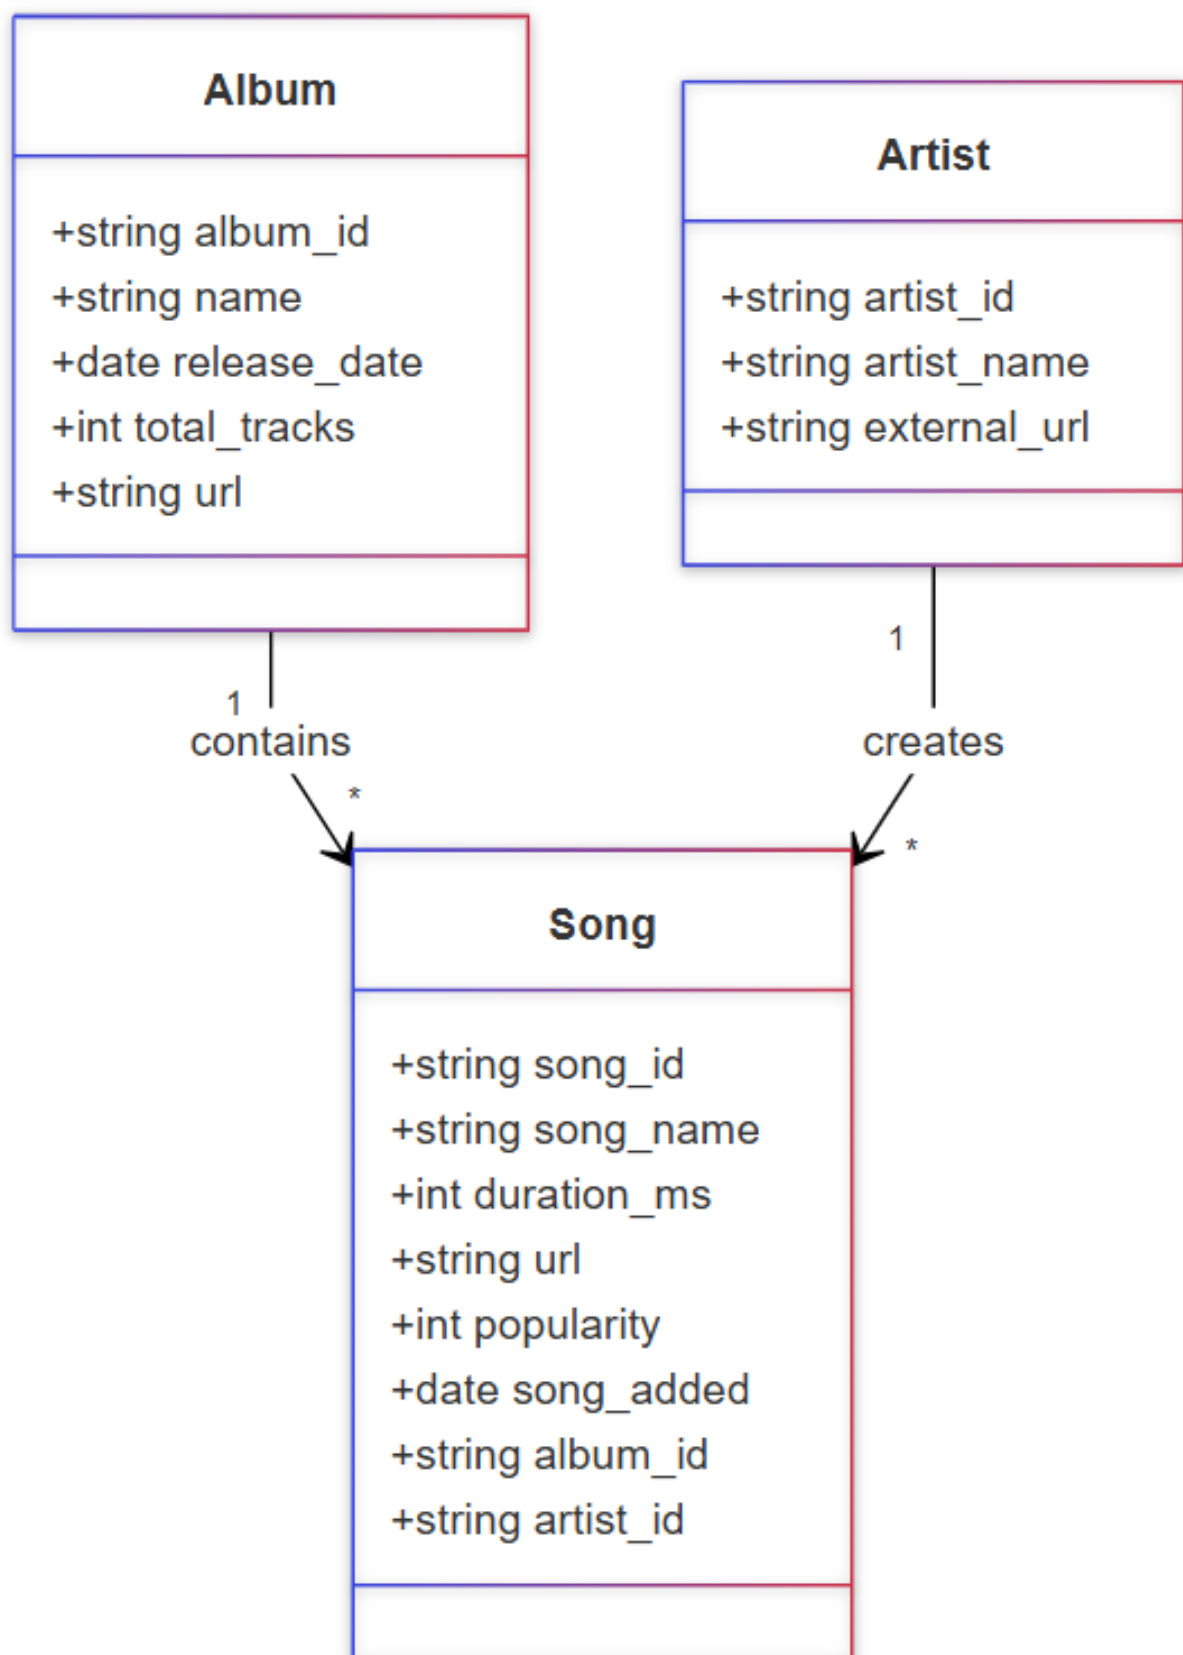 Album
+string album_id
+string name
+date release_date
+int total_tracks
+string url
Artist
+string artist_id
+string artist_name
+string external_url
1
contains
*
1
creates
*
Song
+string song_id
+string song_name
+int duration_ms
+string url
+int popularity
+date song_added
+string album_id
+string artist_id